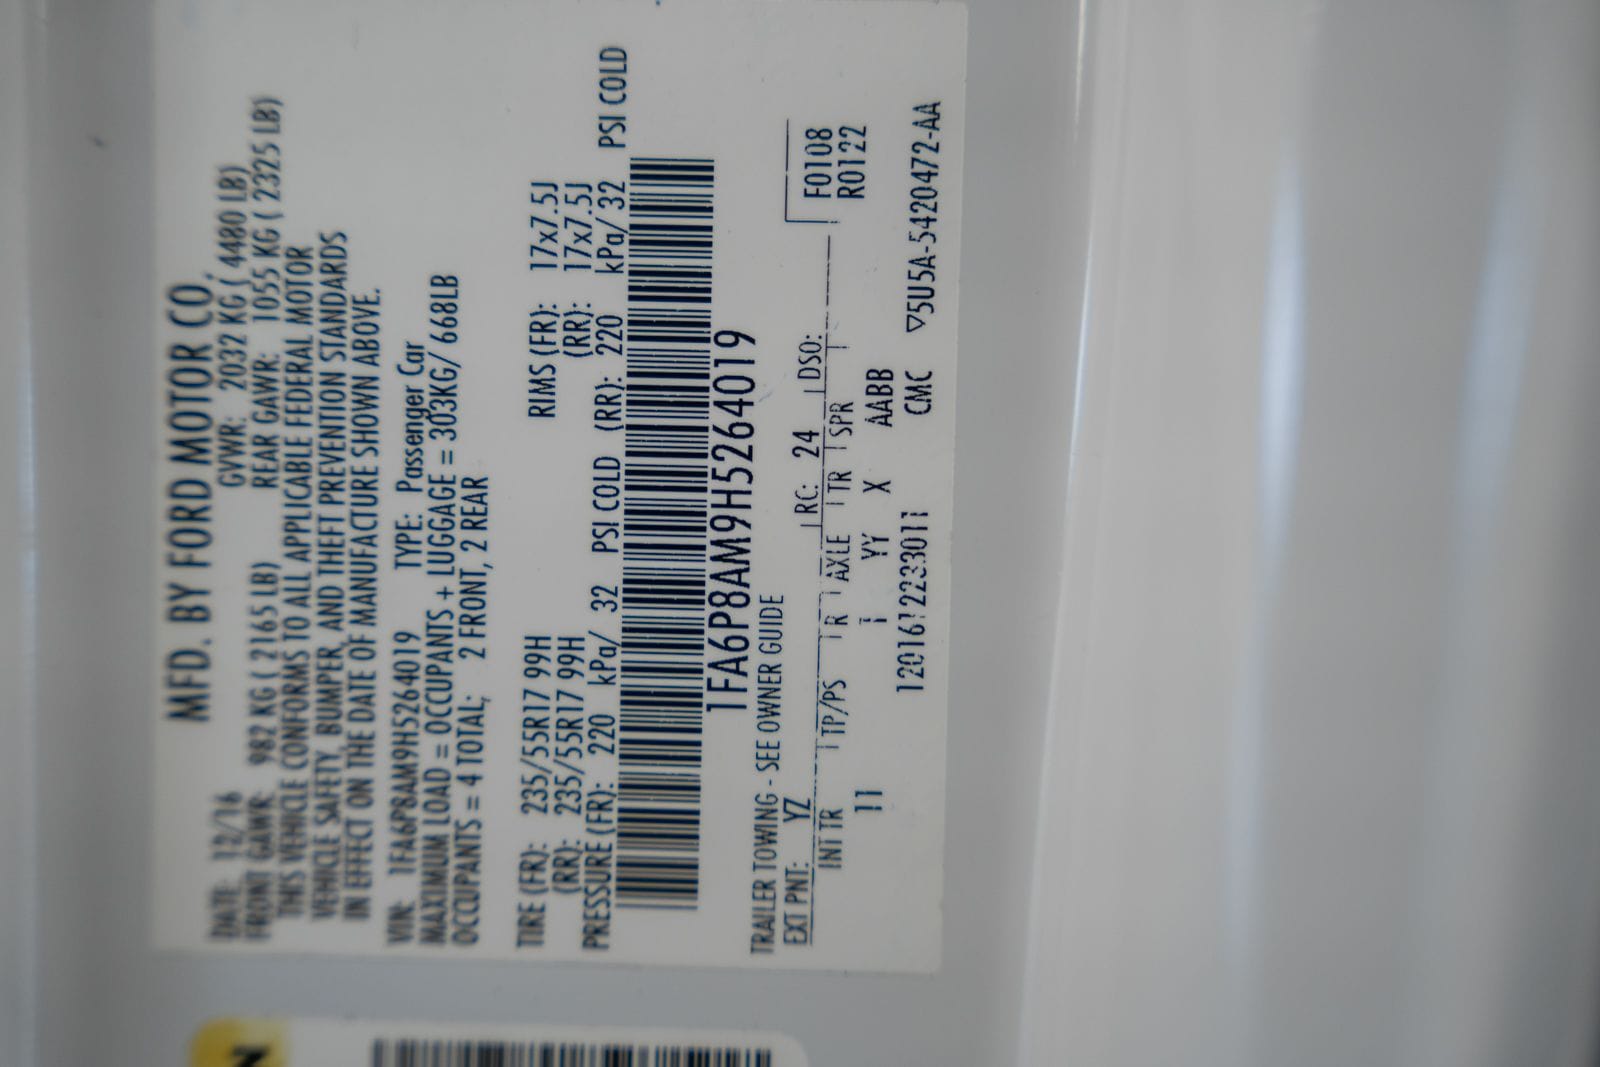 MFD. BY FORD MOTOR CO.
DATE: 12/16 GVWR: 2032 KG ( 4480 LB)
FRONT GAWR: 982 KG ( 2165 LB) REAR GAWR: 1055 KG ( 2325 LB)
THIS VEHICLE CONFORMS TO ALL APPLICABLE FEDERAL MOTOR
VEHICLE SAFETY, BUMPER, AND THEFT PREVENTION STANDARDS
IN EFFECT ON THE DATE OF MANUFACTURE SHOWN ABOVE.
VIN: 1FA6P8AM9H5264019 TYPE: Passenger Car
MAXIMUM LOAD = OCCUPANTS + LUGGAGE = 303KG/ 668LB
OCCUPANTS = 4 TOTAL; 2 FRONT, 2 REAR
TIRE (FR): 235/55R17 99H RIMS (FR): 17x7.5J
(RR): 235/55R17 99H (RR): 17x7.5J
PRESSURE (FR): 220 kPa/ 32 PSI COLD (RR): 220 kPa/ 32 PSI COLD
1FA6P8AM9H5264019
TRAILER TOWING - SEE OWNER GUIDE
EXT PNT: YZ RC: 24 DSO: F0108
INT TR TP/PS R AXLE TR SPR R0122
11 I YY X AABB
20161223301 CMC ▽5U5A-5420472-AA
N